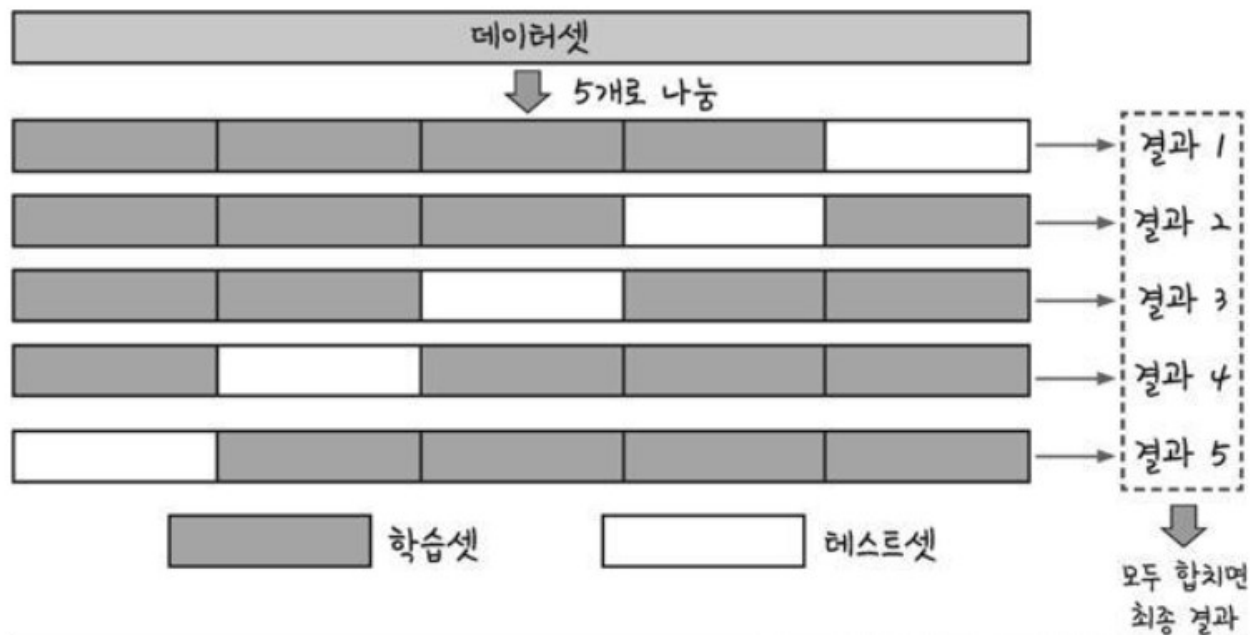 데이터셋
5개로 나눔
결과 1
결과 2
결과 3
결과 4
결과 5
학습셋
테스트셋
모두 합치면
최종 결과